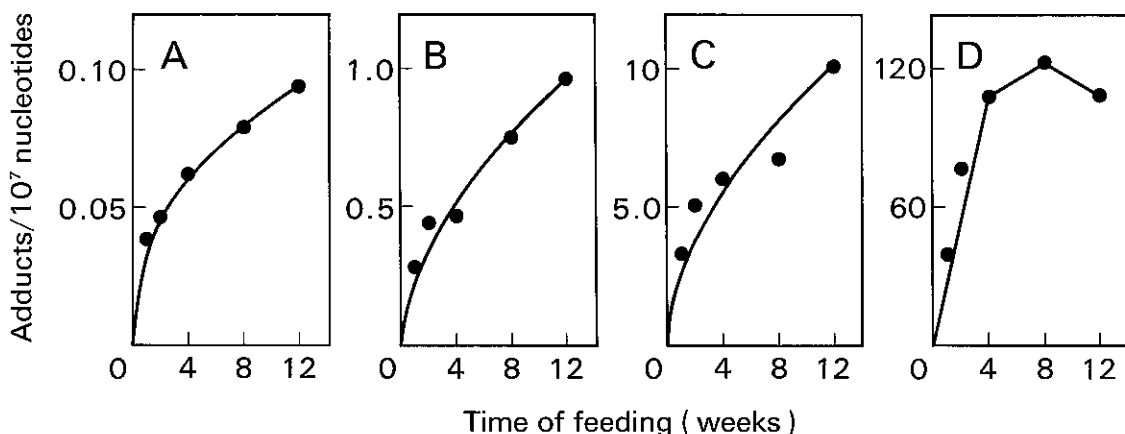 A B C D
Adducts/10⁷ nucleotides
0.10 1.0 10 120
0.05 0.5 5.0 60
0 4 8 12 0 4 8 12 0 4 8 12 0 4 8 12
Time of feeding (weeks)